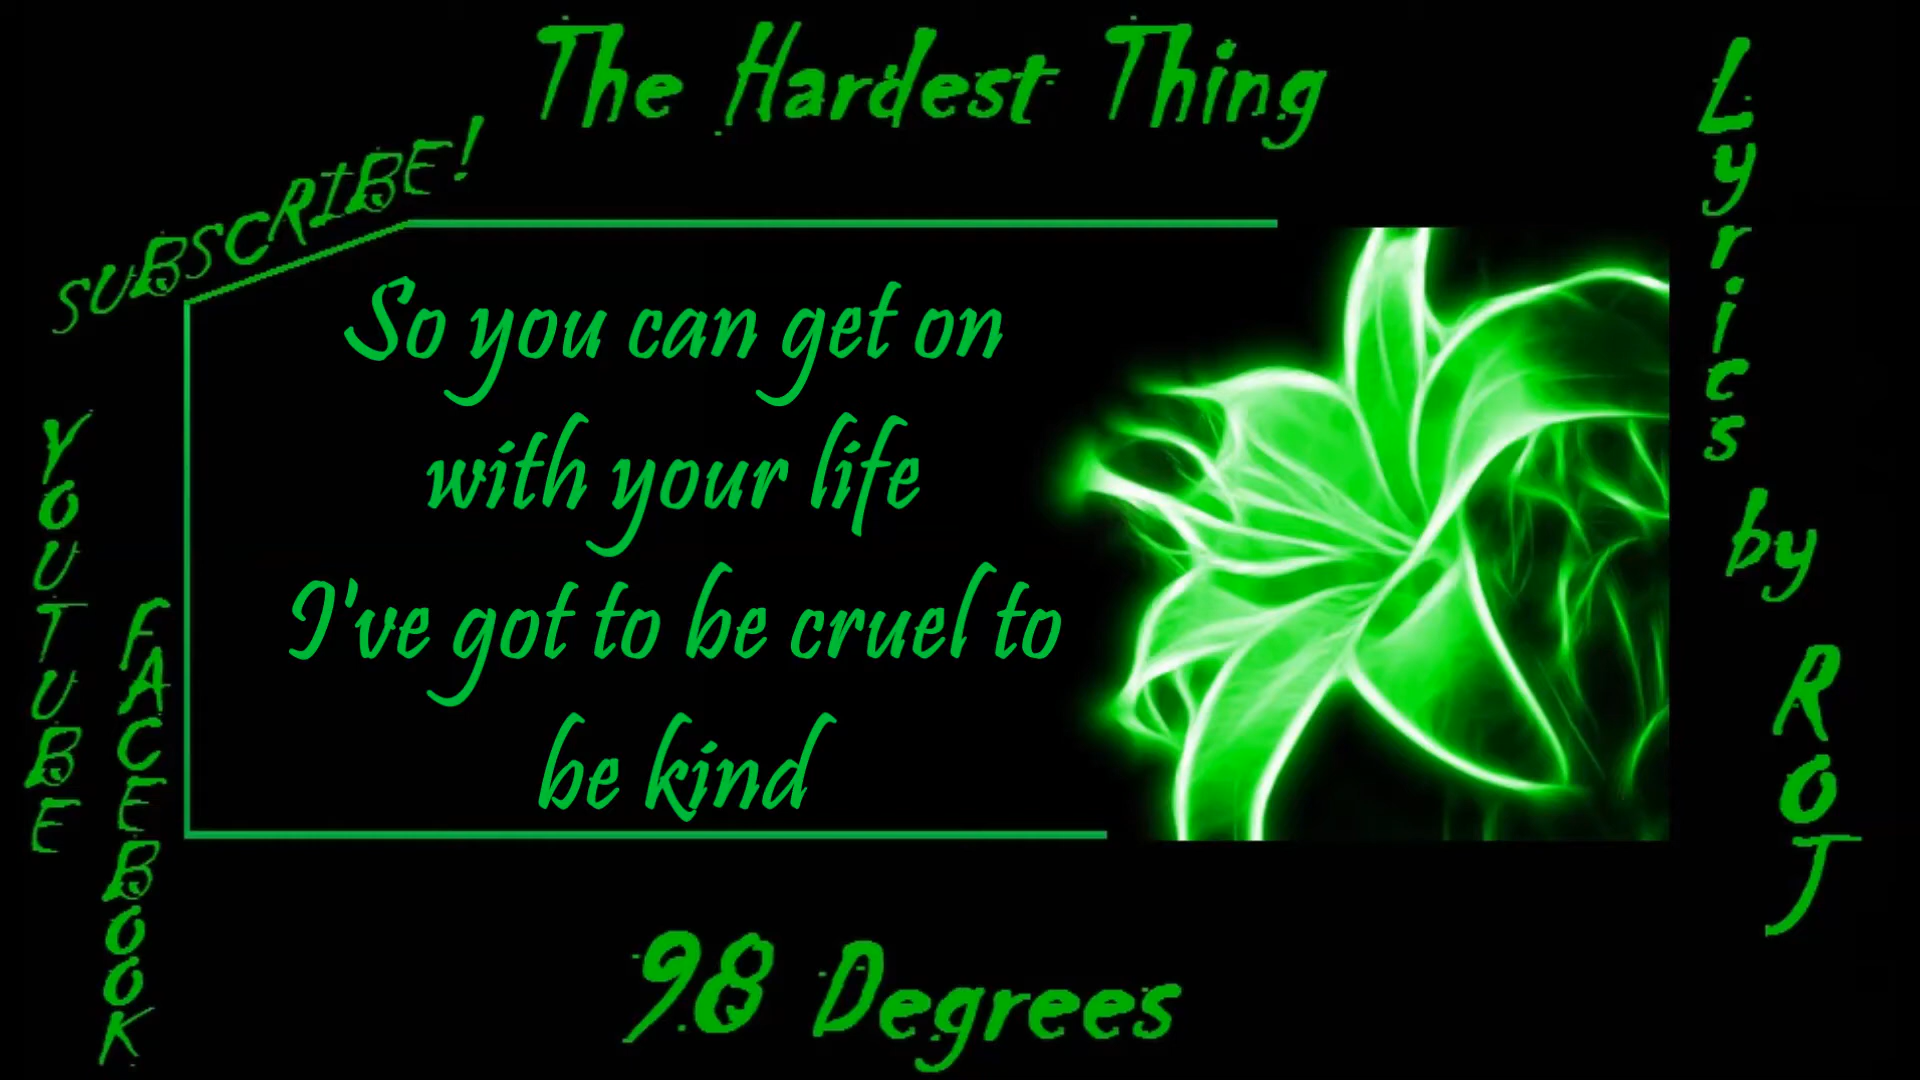 The Hardest Thing
SUBSCRIBE!
So you can get on
with your life
I've got to be cruel to
be kind
YOUTUBE
FACEBOOK
Lyrics by ROJ
98 Degrees